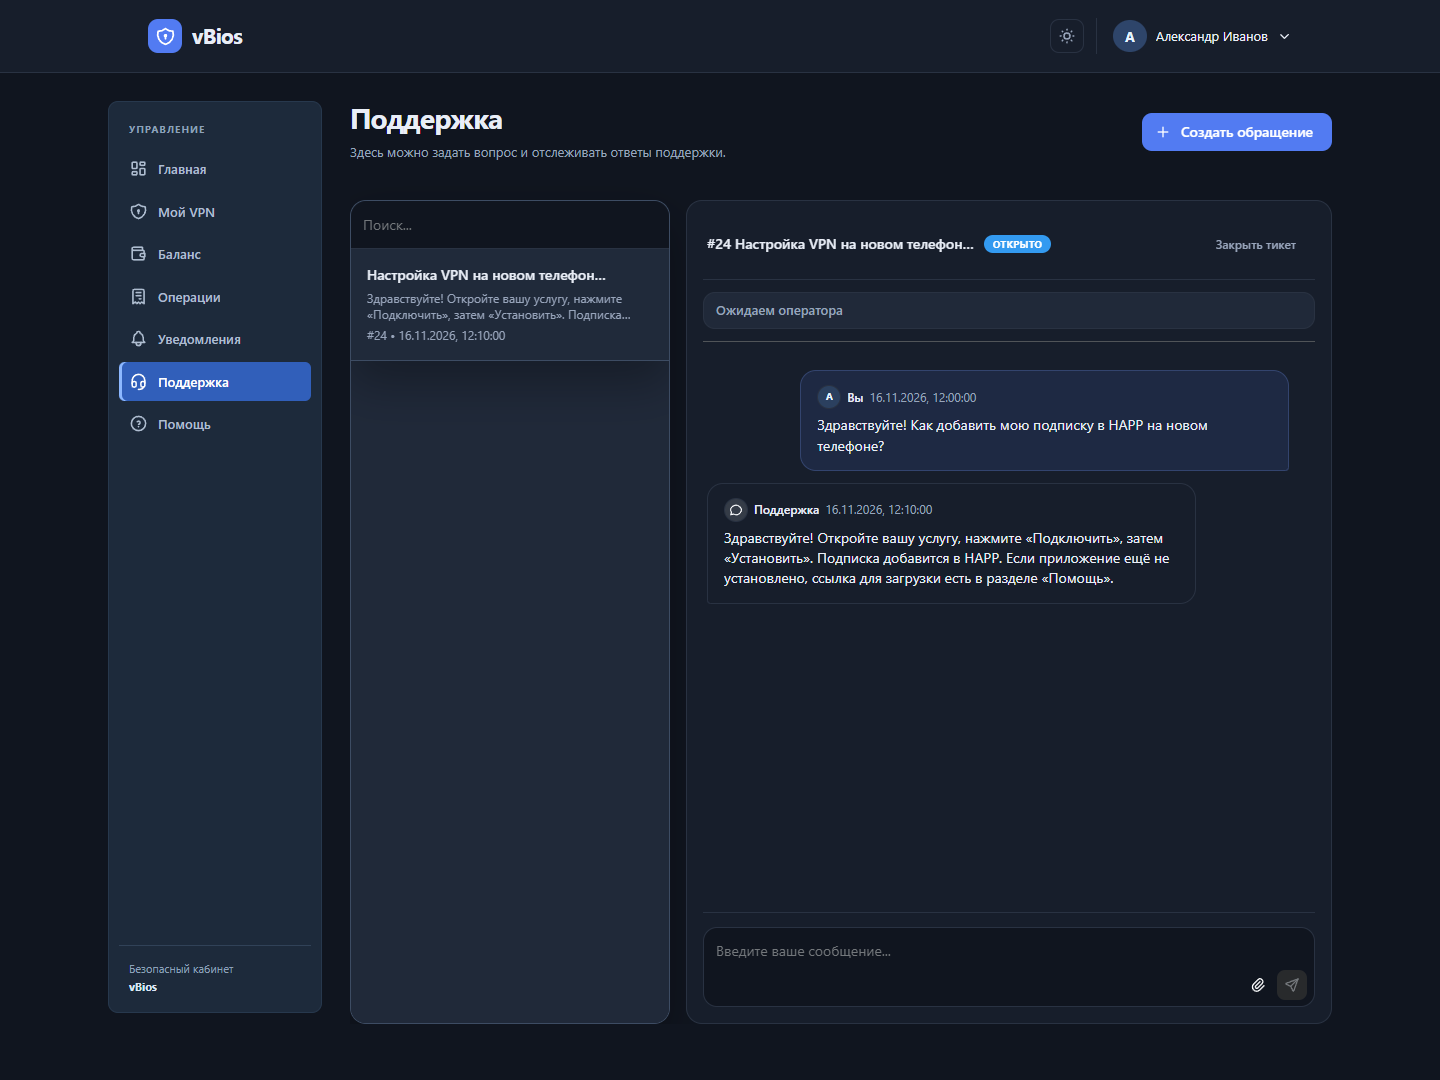 vBios
А
Александр Иванов
УПРАВЛЕНИЕ
Главная
Мой VPN
Баланс
Операции
Уведомления
Поддержка
Помощь
Безопасный кабинет
vBios
Поддержка
Здесь можно задать вопрос и отслеживать ответы поддержки.
Создать обращение
Поиск...
Настройка VPN на новом телефон...
Здравствуйте! Откройте вашу услугу, нажмите
«Подключить», затем «Установить». Подписка...
#24 • 16.11.2026, 12:10:00
#24 Настройка VPN на новом телефон...
ОТКРЫТО
Закрыть тикет
Ожидаем оператора
А
Вы 16.11.2026, 12:00:00
Здравствуйте! Как добавить мою подписку в HAPP на новом
телефоне?
Поддержка 16.11.2026, 12:10:00
Здравствуйте! Откройте вашу услугу, нажмите «Подключить», затем
«Установить». Подписка добавится в HAPP. Если приложение ещё не
установлено, ссылка для загрузки есть в разделе «Помощь».
Введите ваше сообщение...